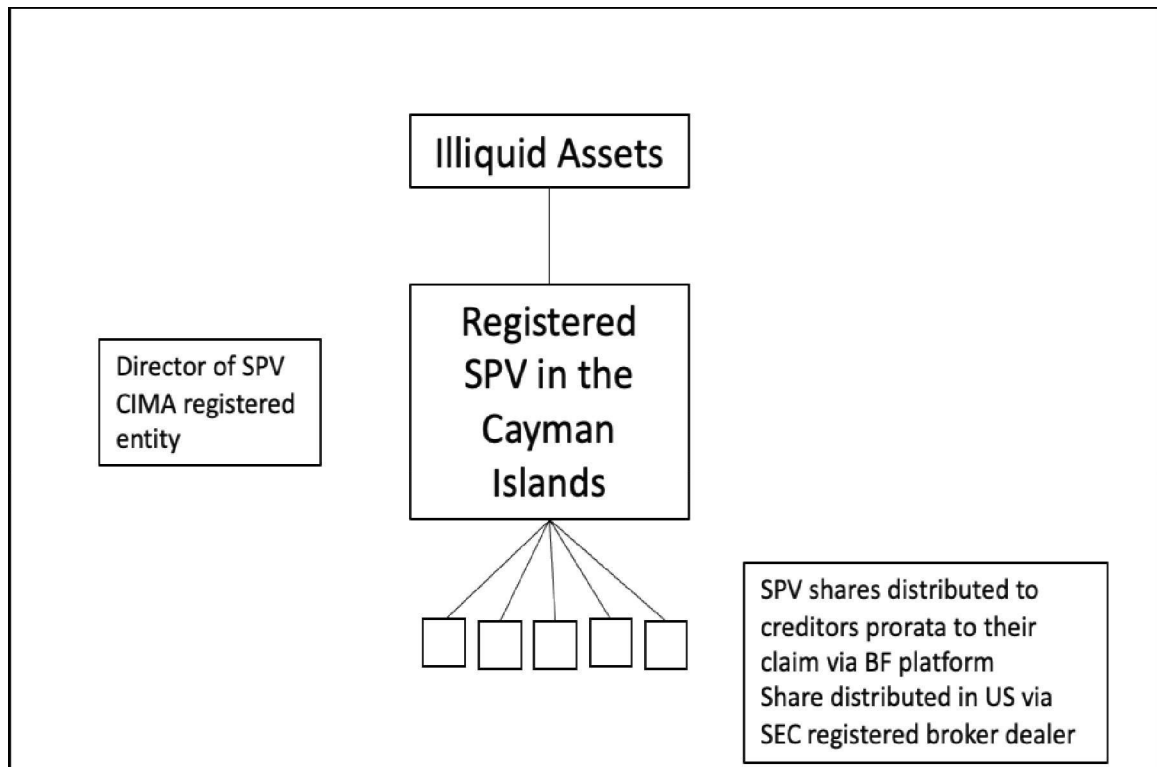 Illiquid Assets
Registered
SPV in the
Cayman
Islands
Director of SPV
CIMA registered
entity
SPV shares distributed to
creditors prorata to their
claim via BF platform
Share distributed in US via
SEC registered broker dealer